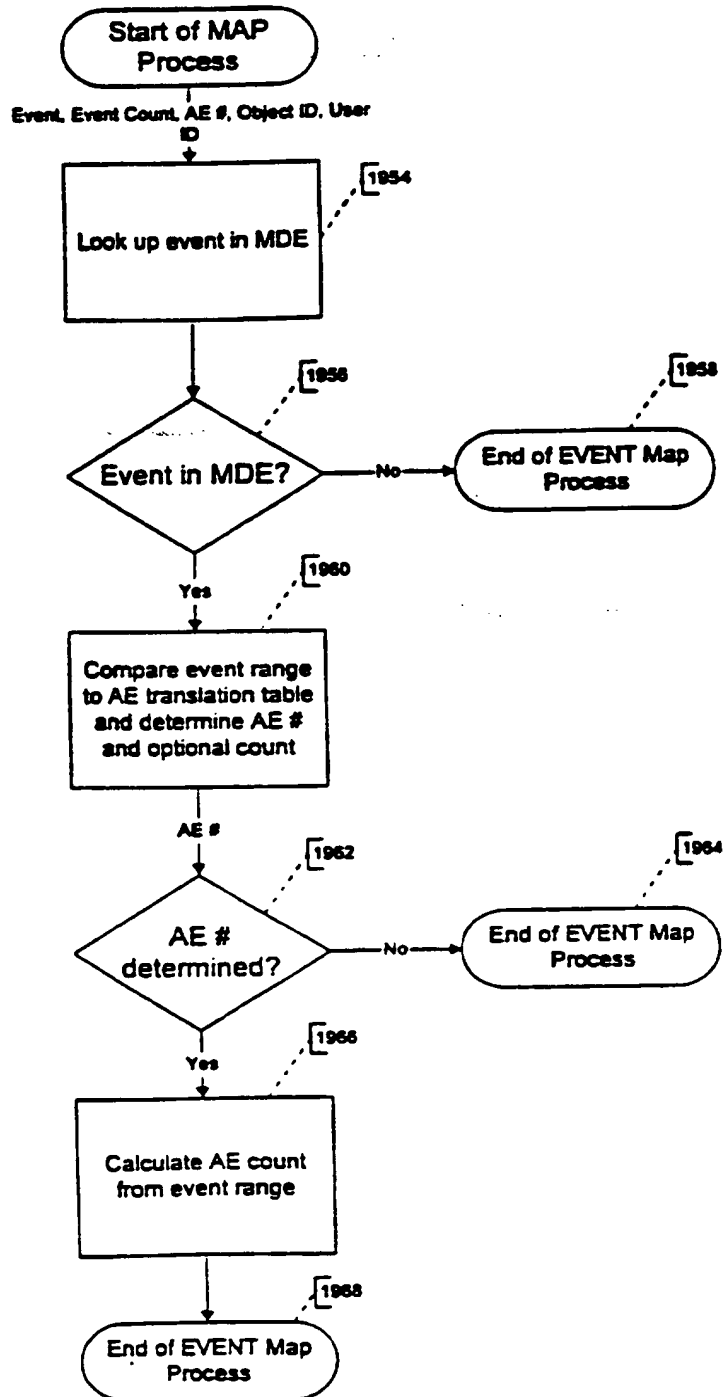 Start of MAP
Process
Event, Event Count, AE #, Object ID, User
ID
1954
Look up event in MDE
1956
1958
Event in MDE?
No
End of EVENT Map
Process
Yes
1960
Compare event range
to AE translation table
and determine AE #
and optional count
AE #
1962
1964
AE #
determined?
No
End of EVENT Map
Process
Yes
1966
Calculate AE count
from event range
1968
End of EVENT Map
Process